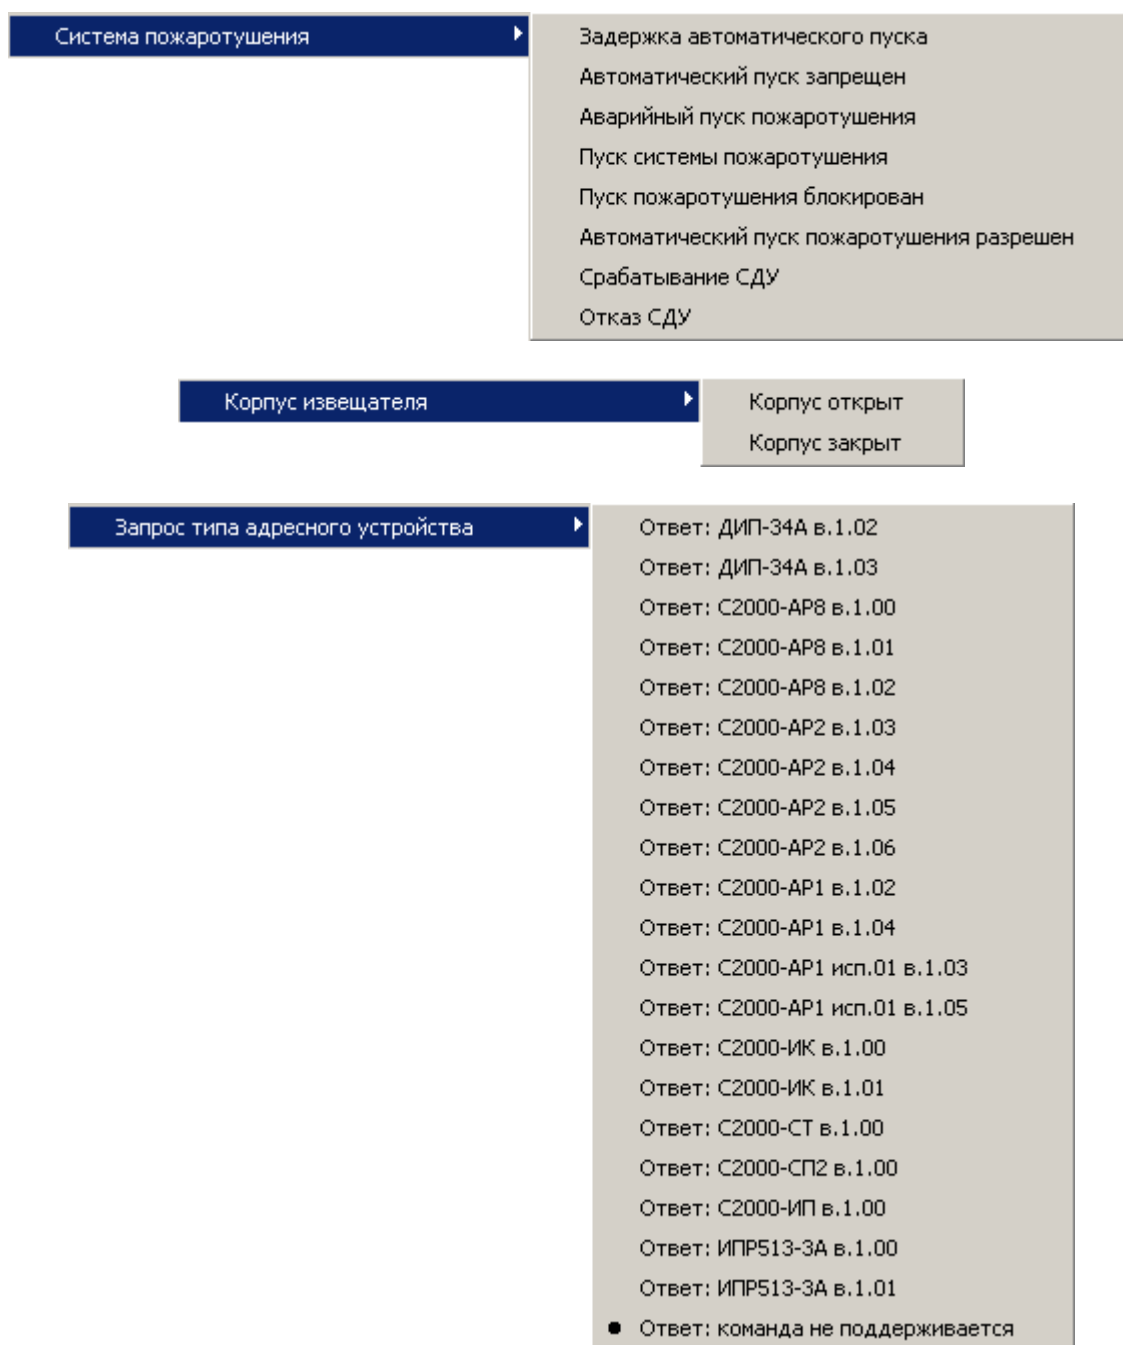 Система пожаротушения
Задержка автоматического пуска
Автоматический пуск запрещен
Аварийный пуск пожаротушения
Пуск системы пожаротушения
Пуск пожаротушения блокирован
Автоматический пуск пожаротушения разрешен
Срабатывание СДУ
Отказ СДУ
Корпус извещателя
Корпус открыт
Корпус закрыт
Запрос типа адресного устройства
Ответ: ДИП-34А в.1.02
Ответ: ДИП-34А в.1.03
Ответ: С2000-АР8 в.1.00
Ответ: С2000-АР8 в.1.01
Ответ: С2000-АР8 в.1.02
Ответ: С2000-АР2 в.1.03
Ответ: С2000-АР2 в.1.04
Ответ: С2000-АР2 в.1.05
Ответ: С2000-АР2 в.1.06
Ответ: С2000-АР1 в.1.02
Ответ: С2000-АР1 в.1.04
Ответ: С2000-АР1 исп.01 в.1.03
Ответ: С2000-АР1 исп.01 в.1.05
Ответ: С2000-ИК в.1.00
Ответ: С2000-ИК в.1.01
Ответ: С2000-СТ в.1.00
Ответ: С2000-СП2 в.1.00
Ответ: С2000-ИП в.1.00
Ответ: ИПР513-3А в.1.00
Ответ: ИПР513-3А в.1.01
Ответ: команда не поддерживается